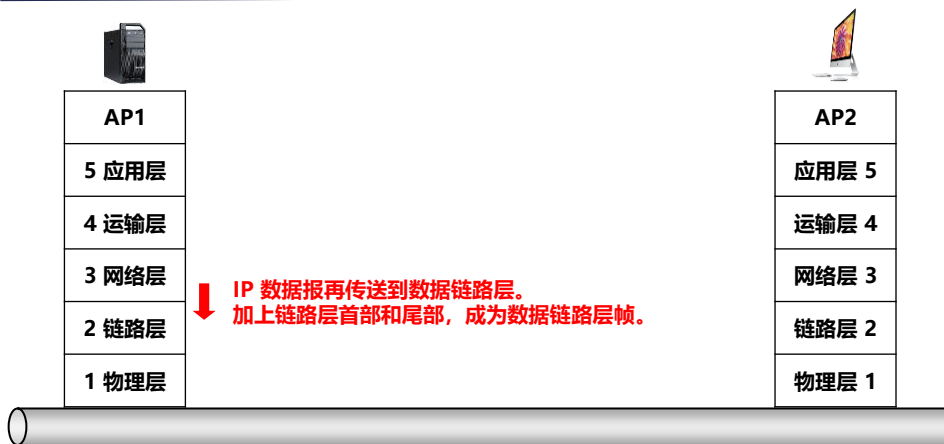 AP1
5 应用层
4 运输层
3 网络层
2 链路层
1 物理层
IP 数据报再传送到数据链路层。
加上链路层首部和尾部，成为数据链路层帧。
AP2
应用层 5
运输层 4
网络层 3
链路层 2
物理层 1